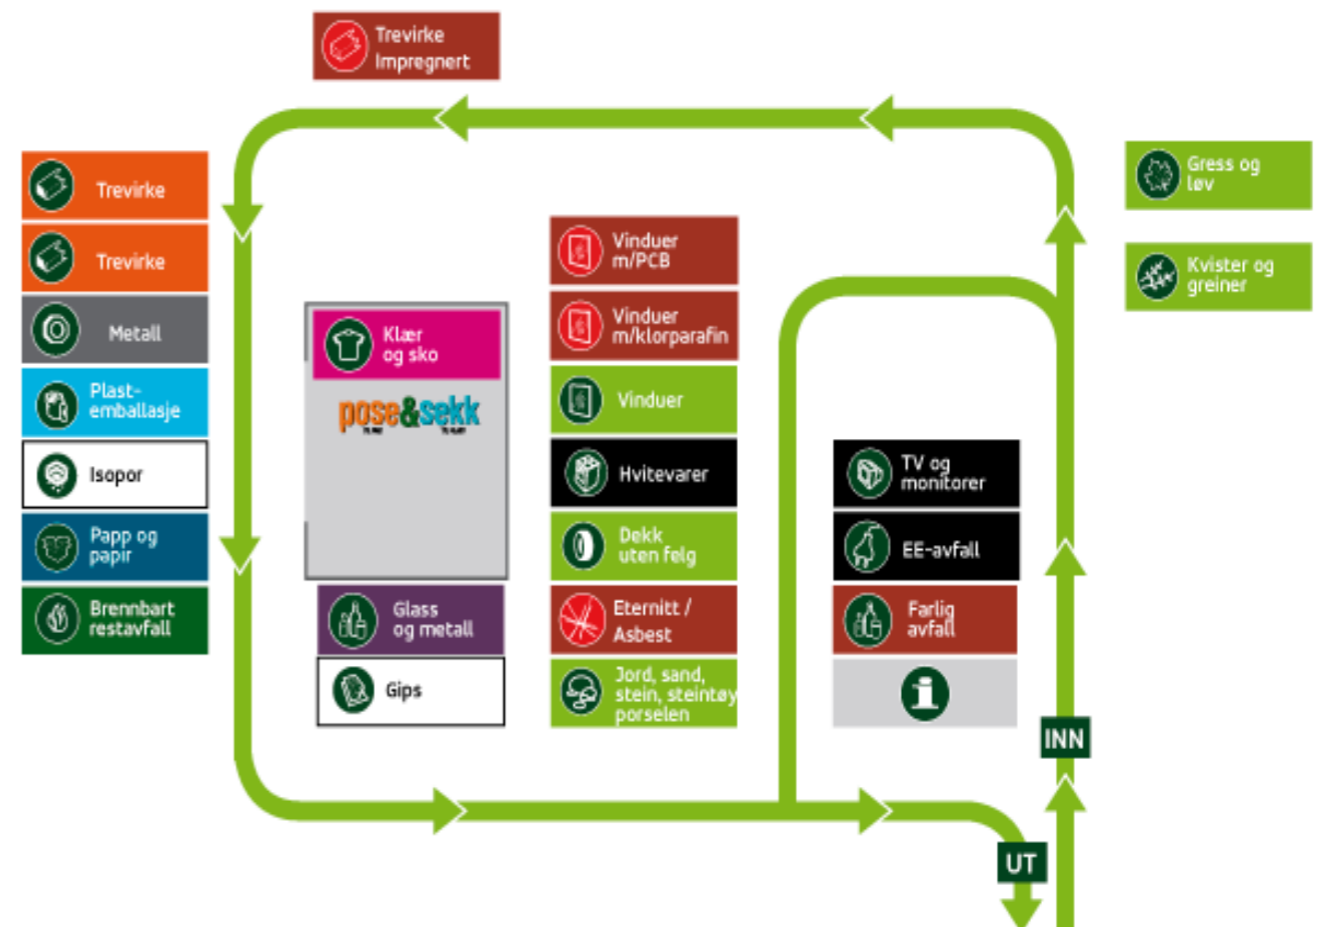 Trevirke
Impregnert
Trevirke
Trevirke
Metall
Plast-
emballasje
Isopor
Papp og
papir
Brennbart
restavfall
Klær
og sko
pose&sekk
Glass
og metall
Gips
Vinduer
m/PCB
Vinduer
m/klorparafin
Vinduer
Hvitevarer
Dekk
uten felg
Eternitt /
Asbest
Jord, sand,
stein, steintøy
porselen
TV og
monitorer
EE-avfall
Farlig
avfall
i
Gress og
løv
Kvister og
greiner
INN
UT